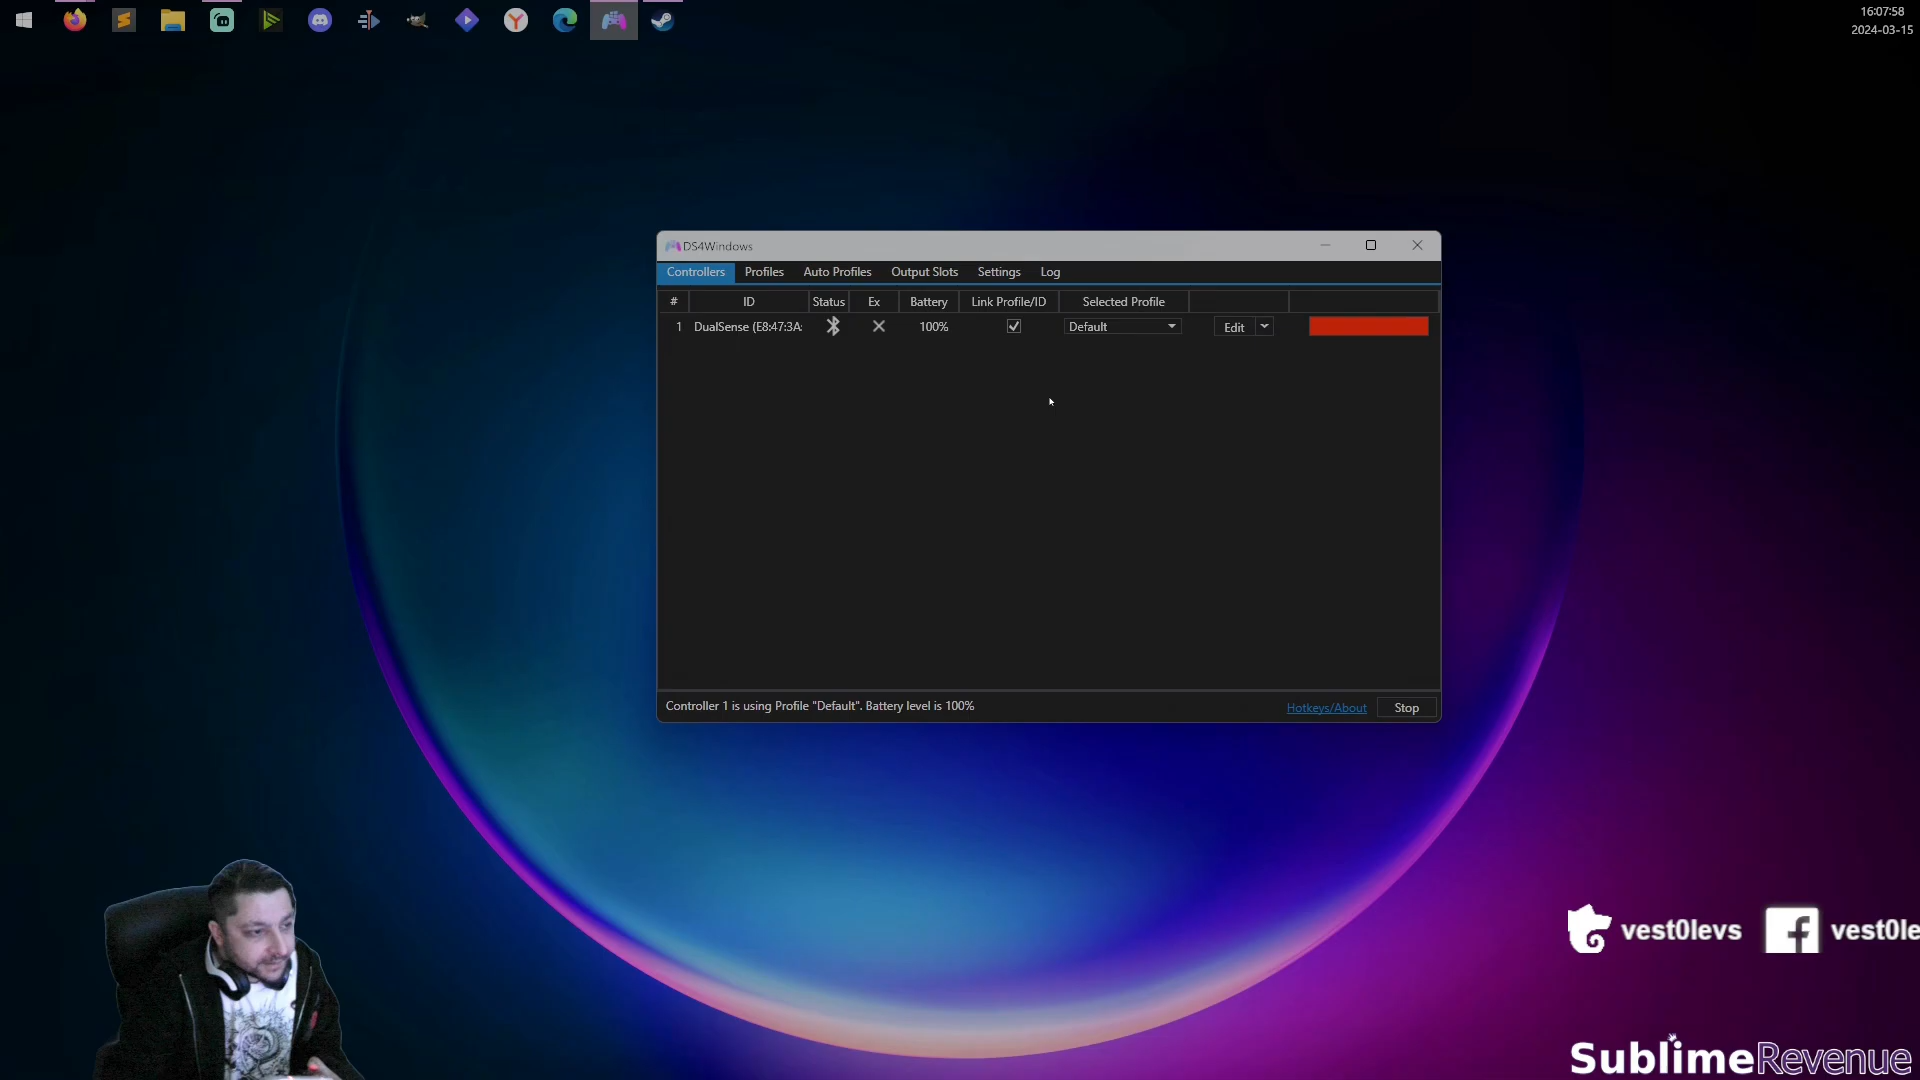 16:07:58
2024-03-15
DS4Windows
Controllers Profiles Auto Profiles Output Slots Settings Log
# ID Status Ex Battery Link Profile/ID Selected Profile
1 DualSense (E8:47:3A: 100% Default Edit
Controller 1 is using Profile "Default". Battery level is 100%
Hotkeys/About Stop
vest0levs vest0le
SublimeRevenue